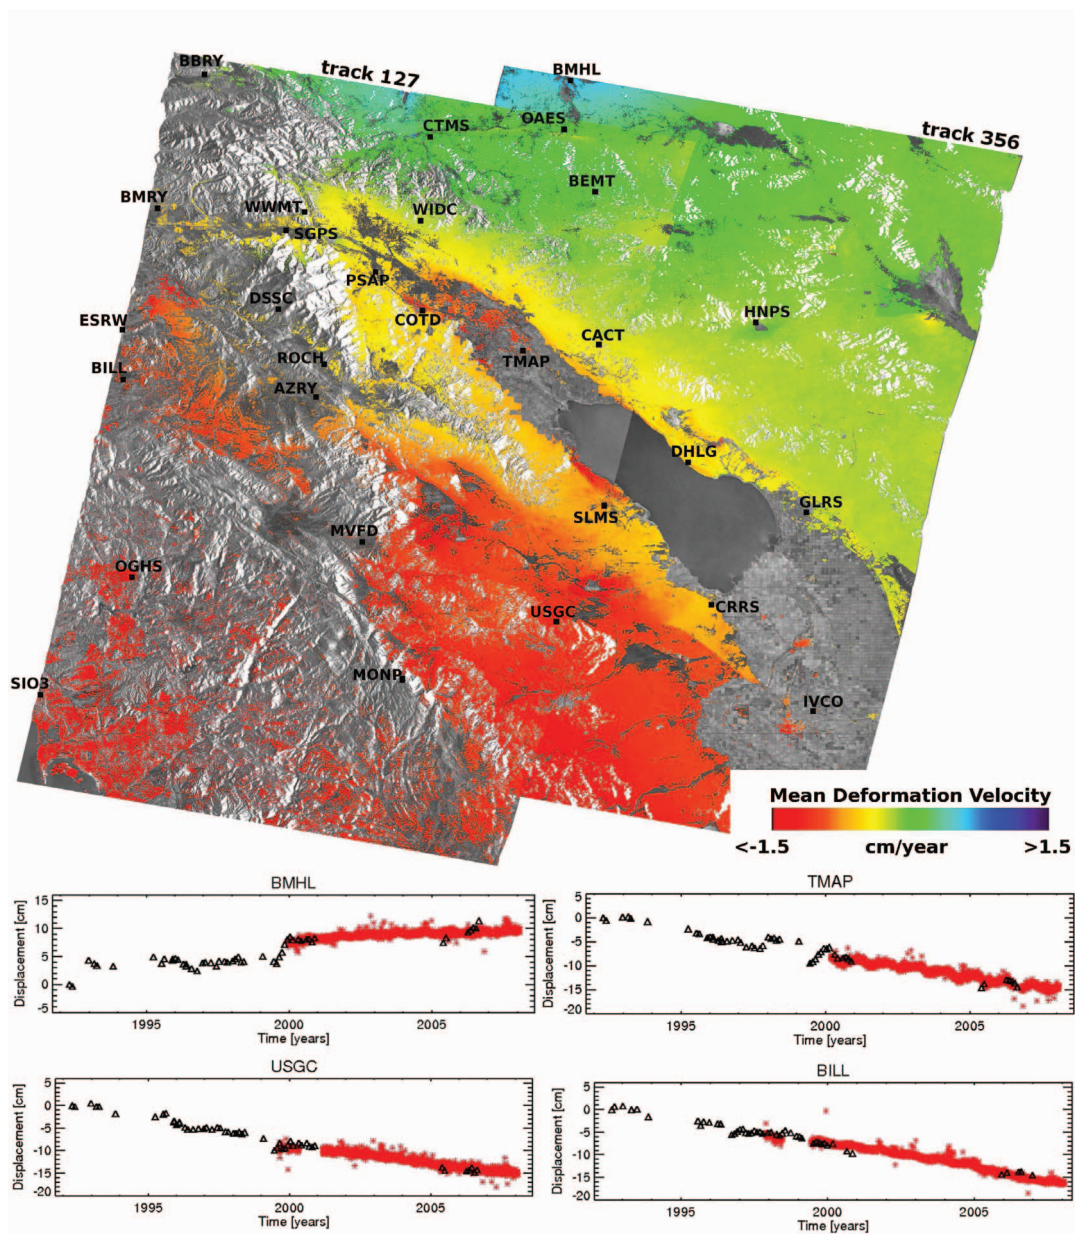 BBRY
track 127
BMHL
CTMS
OAES
track 356
BEMT
BMRY
WWMT
WIDC
SGPS
PSAP
DSSC
COTD
HNPS
ESRW
CACT
ROCH
TMAP
BILL
AZRY
DHLG
GLRS
SLMS
MVFD
OGHS
USGC
CRRS
MONP
SIO3
IVCO
Mean Deformation Velocity
<-1.5 cm/year >1.5
BMHL
Displacement [cm]
15
10
5
0
-5
1995 2000 2005
Time [years]
TMAP
Displacement [cm]
5
0
-5
-10
-15
-20
1995 2000 2005
Time [years]
USGC
Displacement [cm]
5
0
-5
-10
-15
-20
1995 2000 2005
Time [years]
BILL
Displacement [cm]
5
0
-5
-10
-15
-20
1995 2000 2005
Time [years]